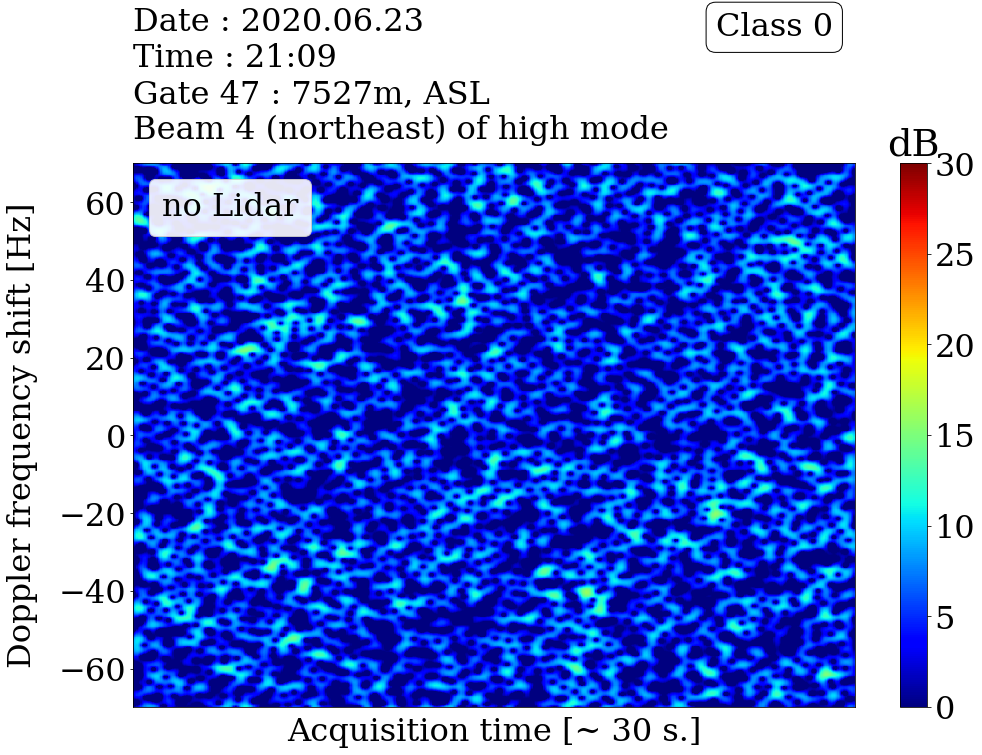 Date : 2020.06.23
Time : 21:09
Gate 47 : 7527m, ASL
Beam 4 (northeast) of high mode
Class 0
dB
no Lidar
Doppler frequency shift [Hz]
60
40
20
0
−20
−40
−60
Acquisition time [~ 30 s.]
30
25
20
15
10
5
0